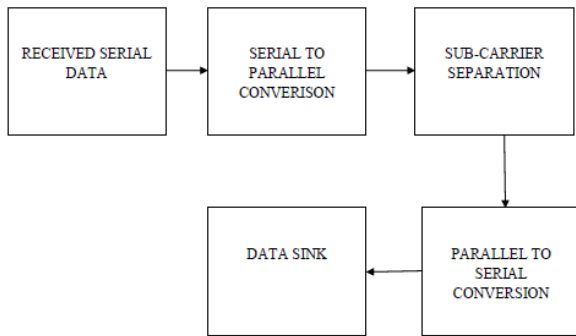 RECEIVED SERIAL
DATA
SERIAL TO
PARALLEL
CONVERISON
SUB-CARRIER
SEPARATION
DATA SINK
PARALLEL TO
SERIAL
CONVERSION